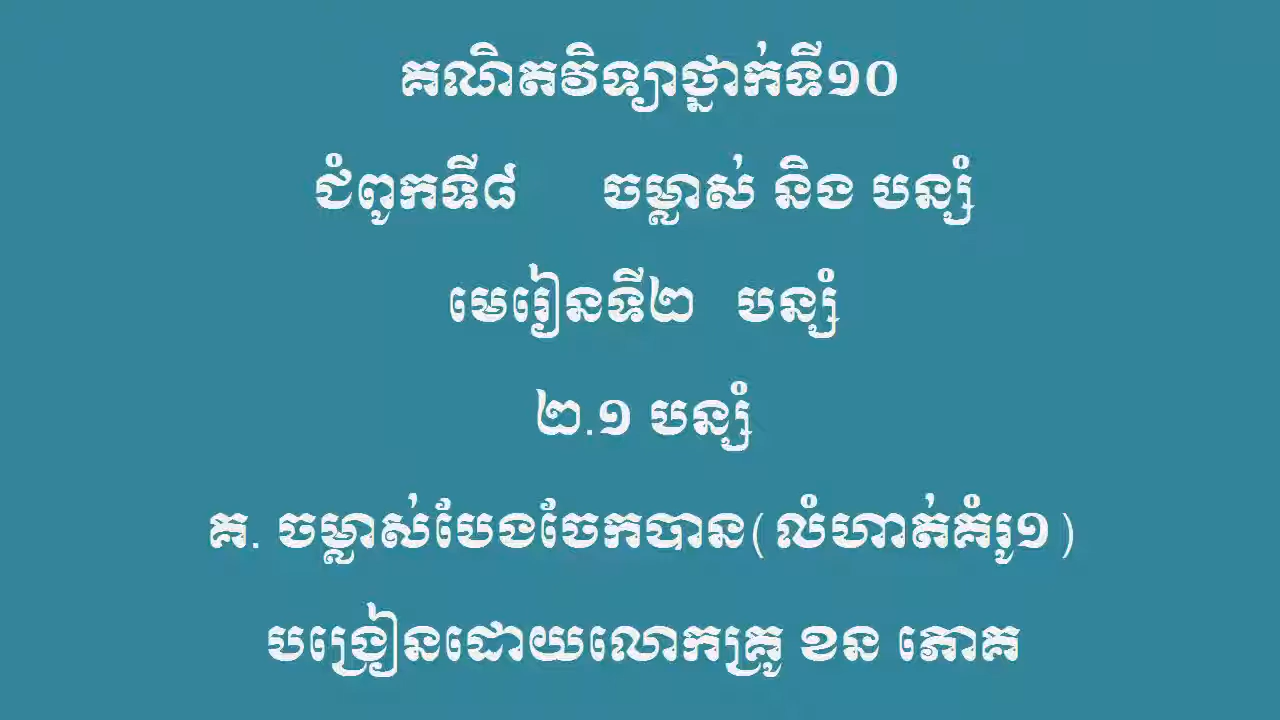 គណិតវិទ្យាថ្នាក់ទី១០
ជំពូកទី៨ ចម្លាស់ និង បន្សំ
មេរៀនទី២ បន្សំ
២.១ បន្សំ
គ. ចម្លាស់បែងចែកបាន(លំហាត់គំរូ១)
បង្រៀនដោយលោកគ្រូ ខន ភោគ